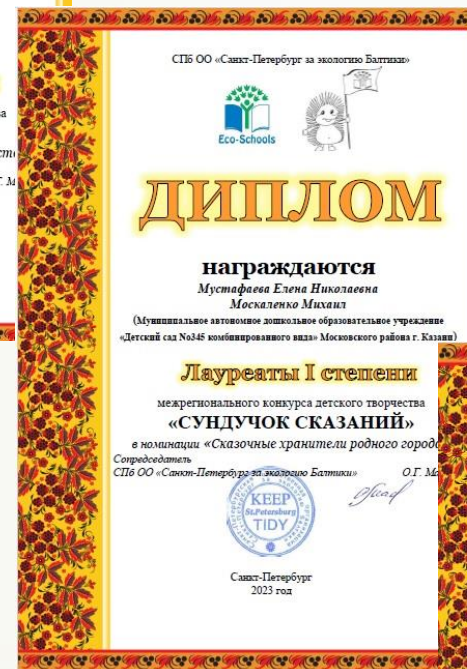 СПб ОО «Санкт-Петербург за экологию Балтики»
Eco-Schools
ДИПЛОМ
награждаются
Мустафаева Елена Николаевна
Москаленко Михаил
(Муниципальное автономное дошкольное образовательное учреждение
«Детский сад №345 комбинированного вида» Московского района г. Казани)
Лауреаты I степени
межрегионального конкурса детского творчества
«СУНДУЧОК СКАЗАНИЙ»
в номинации «Сказочные хранители родного города
Сопредседатель
СПб ОО «Санкт-Петербург за экологию Балтики» О.Г.
KEEP
St.Petersburg
TIDY
Санкт-Петербург
2023 год